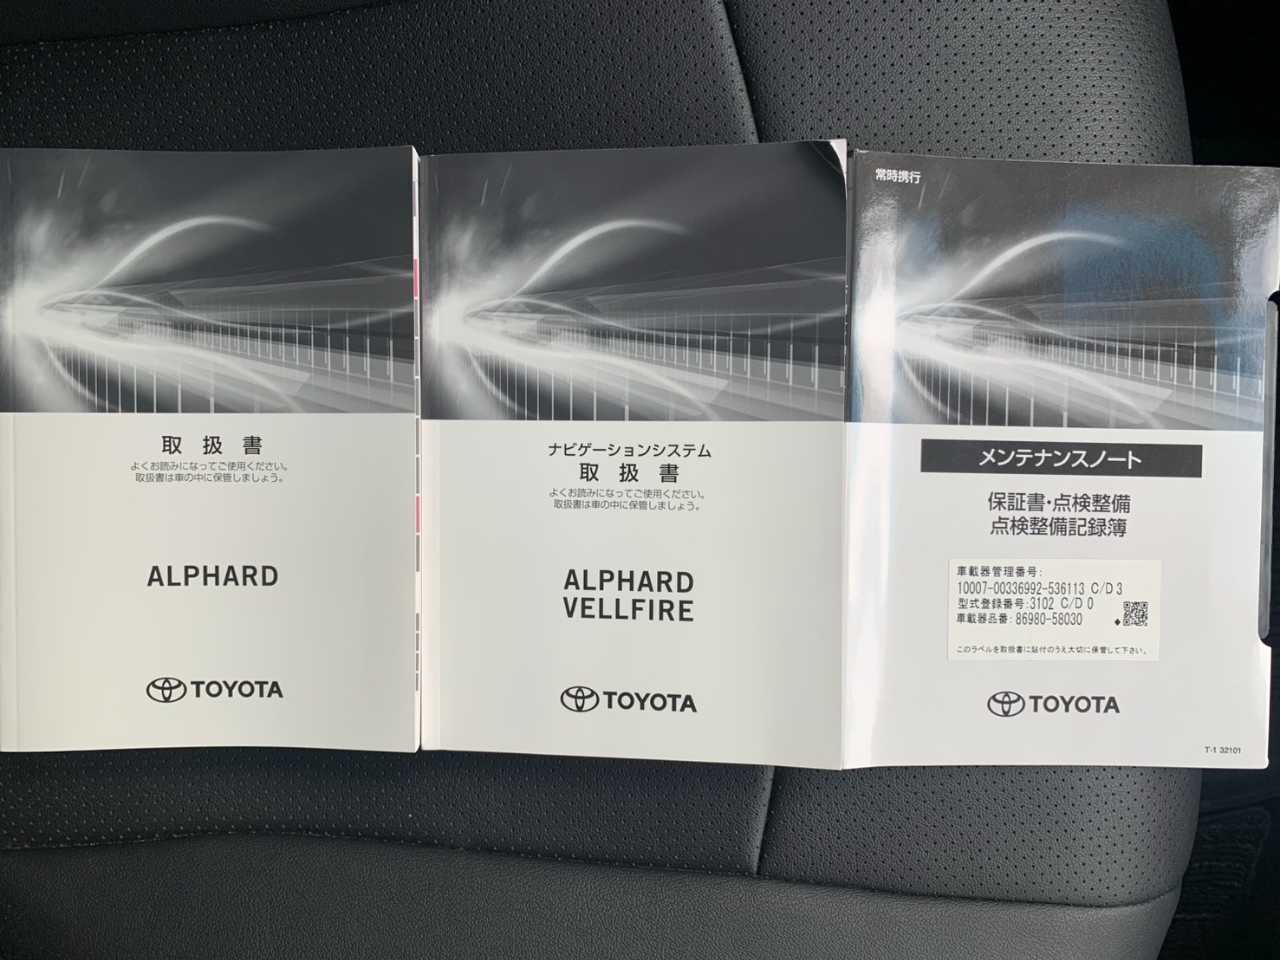 取扱書
よくお読みになってご使用ください。
取扱書は車の中に保管しましょう。
ALPHARD
TOYOTA
ナビゲーションシステム
取扱書
よくお読みになってご使用ください。
取扱書は車の中に保管しましょう。
ALPHARD
VELLFIRE
TOYOTA
常時携行
メンテナンスノート
保証書・点検整備
点検整備記録簿
車載器管理番号:
10007-00336992-536113 C/D 3
型式登録番号:3102 C/D 0
車載器品番: 86980-58030
このラベルを取扱書に貼付のうえ大切に保管して下さい。
TOYOTA
T-1 32101